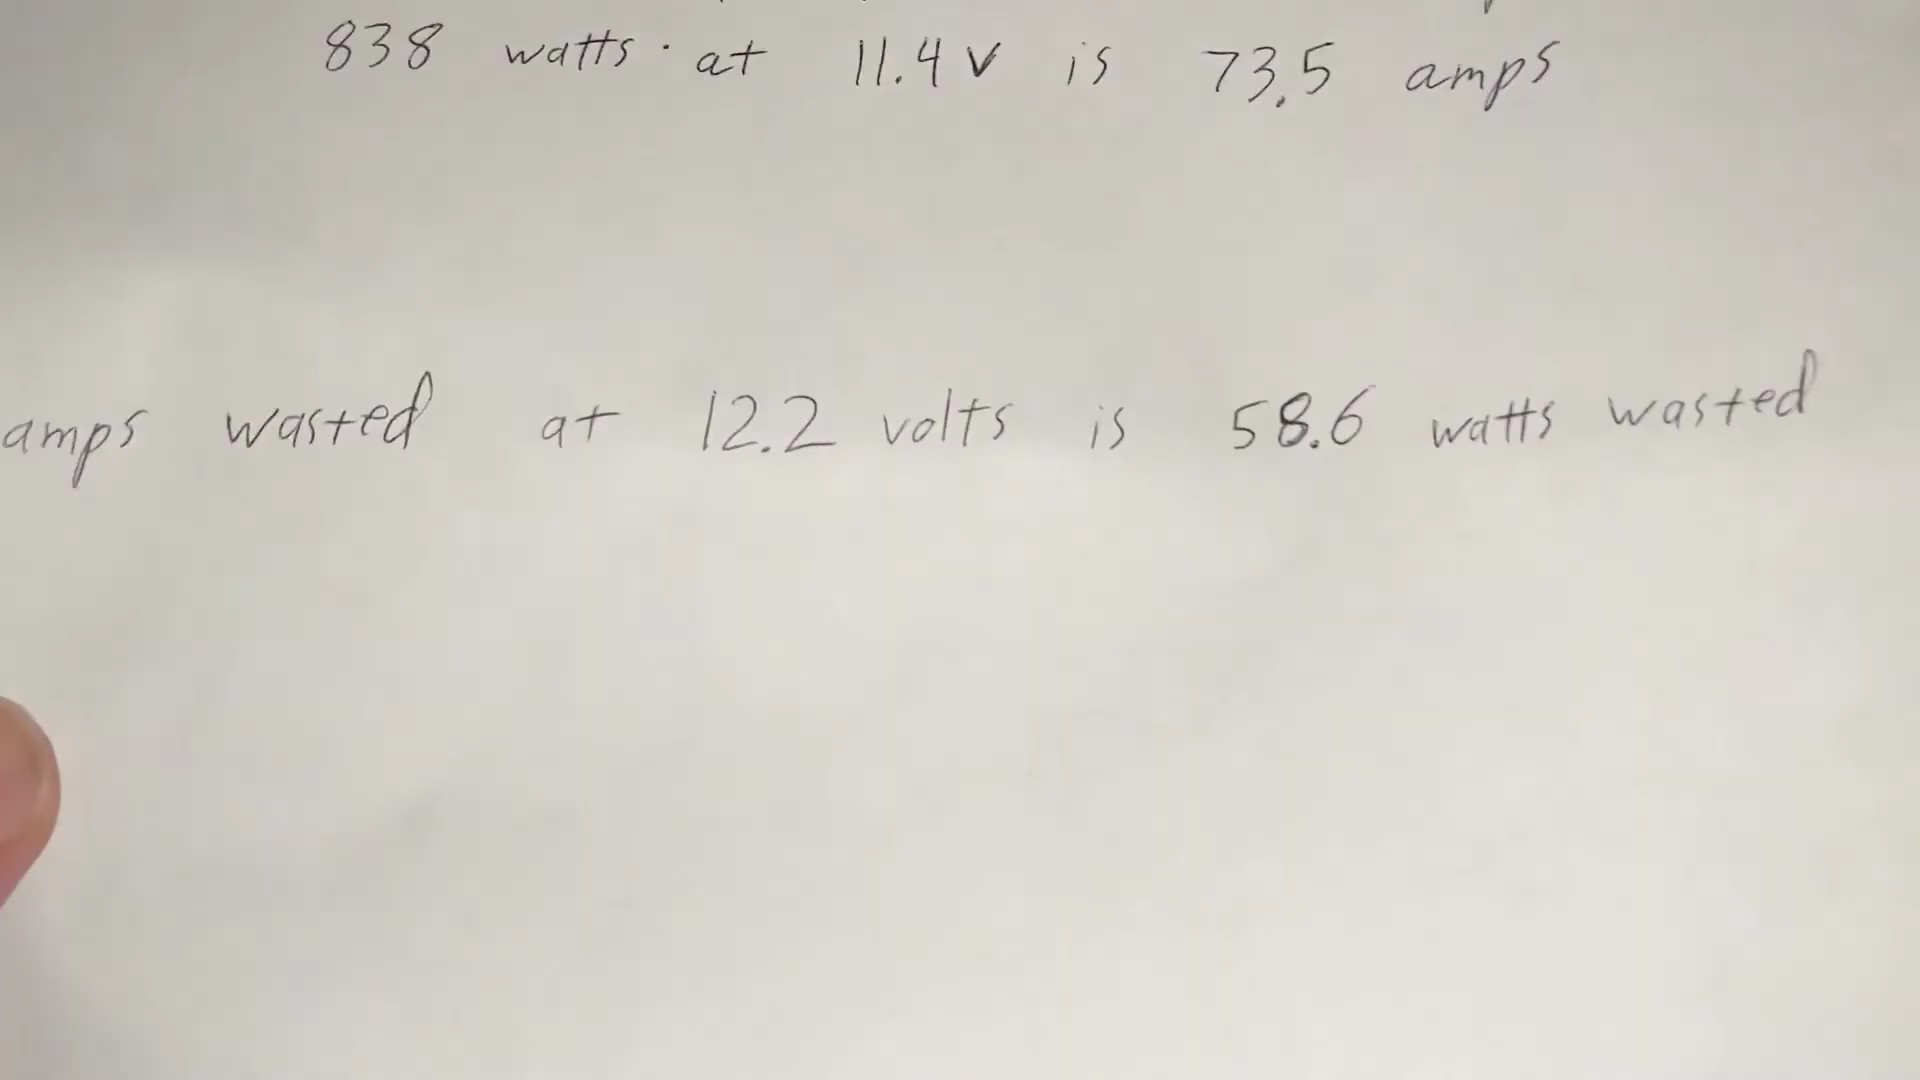 838 watts at 11.4 v is 73.5 amps
amps wasted at 12.2 volts is 58.6 watts wasted